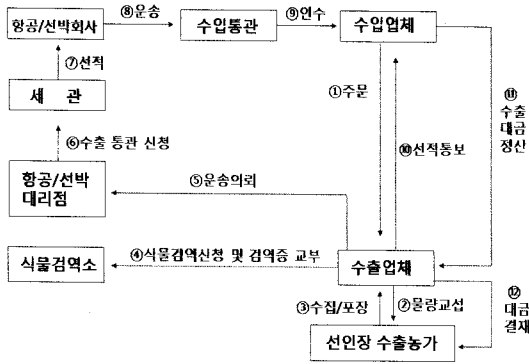 항공/선박회사
⑧운송
수입통관
⑨인수
수입업체
⑦선적
①주문
⑪
수출
대금
정산
세 관
⑥수출 통관 신청
⑩선적통보
항공/선박
대리점
⑤운송의뢰
식물검역소
④식물검역신청 및 검역증 교부
수출업체
③수집/포장
②물량교섭
⑫
대금
결재
선인장 수출농가